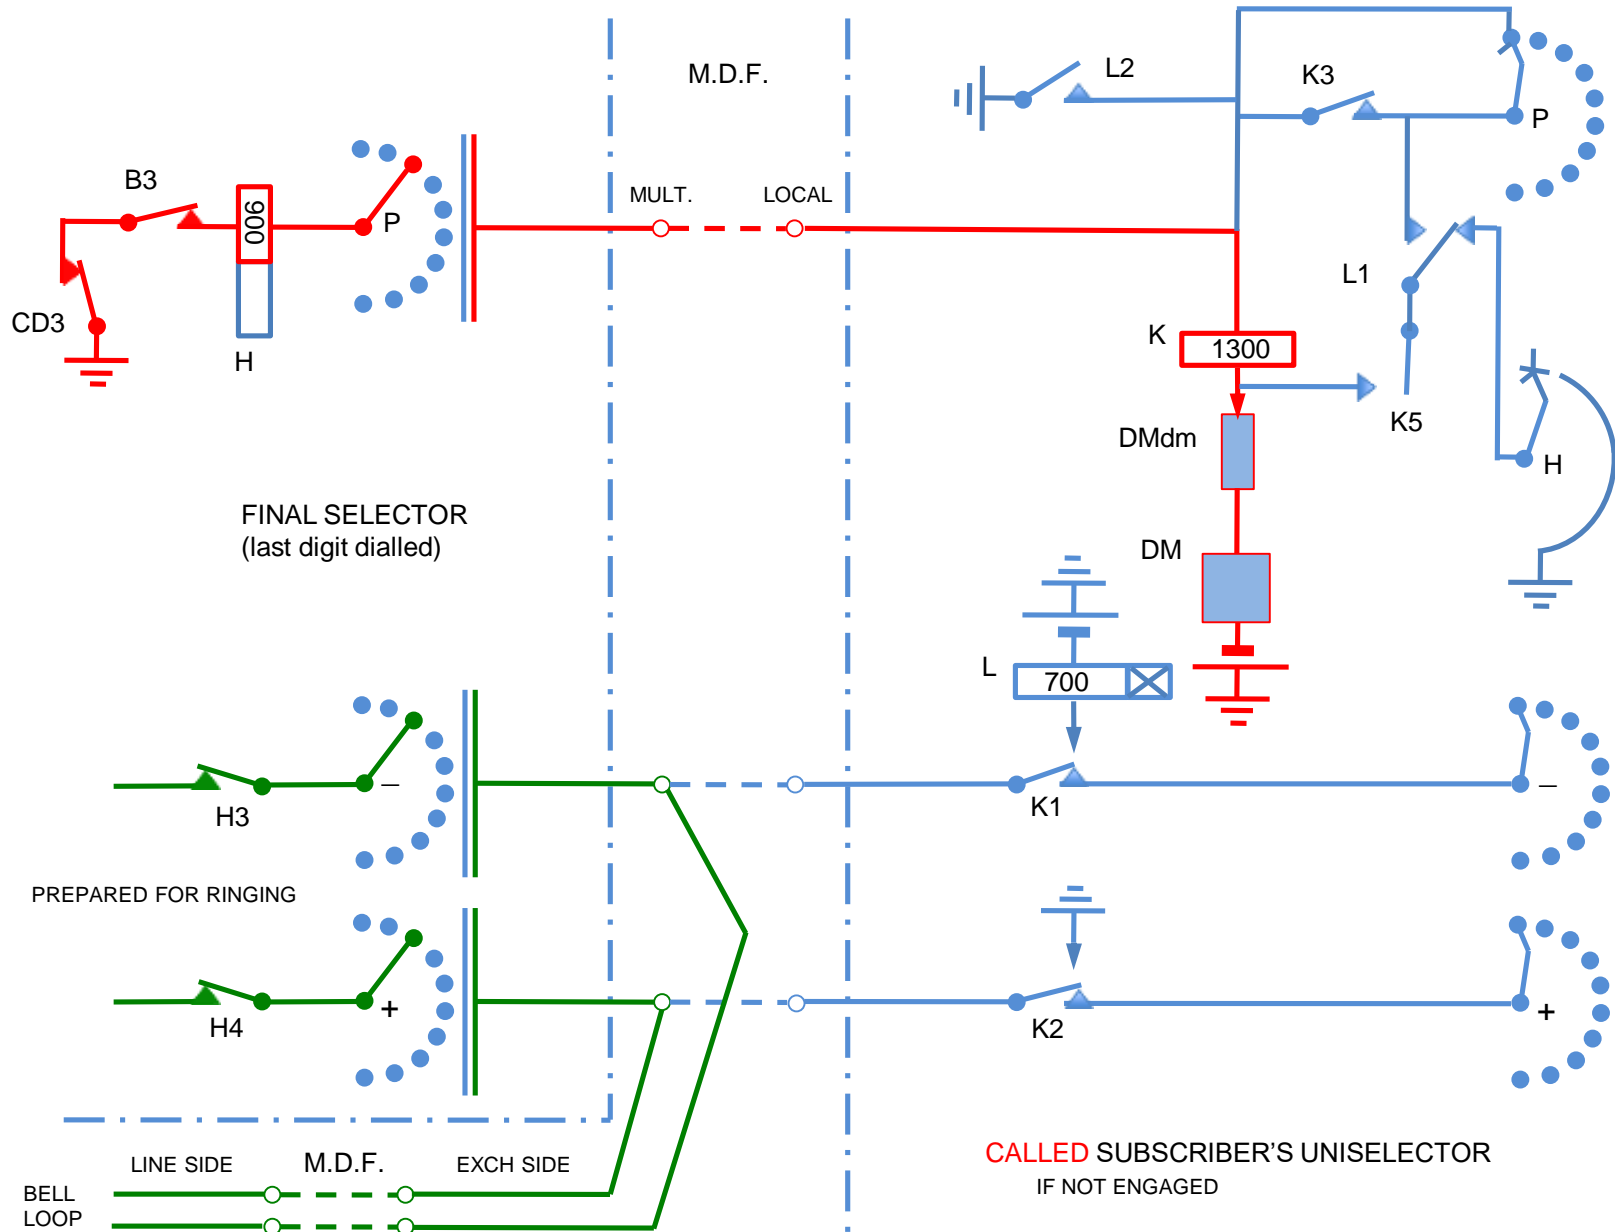 M.D.F.
L2
K3
P
B3
900
P
MULT.
LOCAL
L1
CD3
H
K
1300
DMdm
K5
H
FINAL SELECTOR
(last digit dialled)
DM
L
700
H3
–
K1
–
PREPARED FOR RINGING
H4
+
K2
+
LINE SIDE
M.D.F.
EXCH SIDE
BELL
LOOP
CALLED SUBSCRIBER'S UNISELECTOR
IF NOT ENGAGED